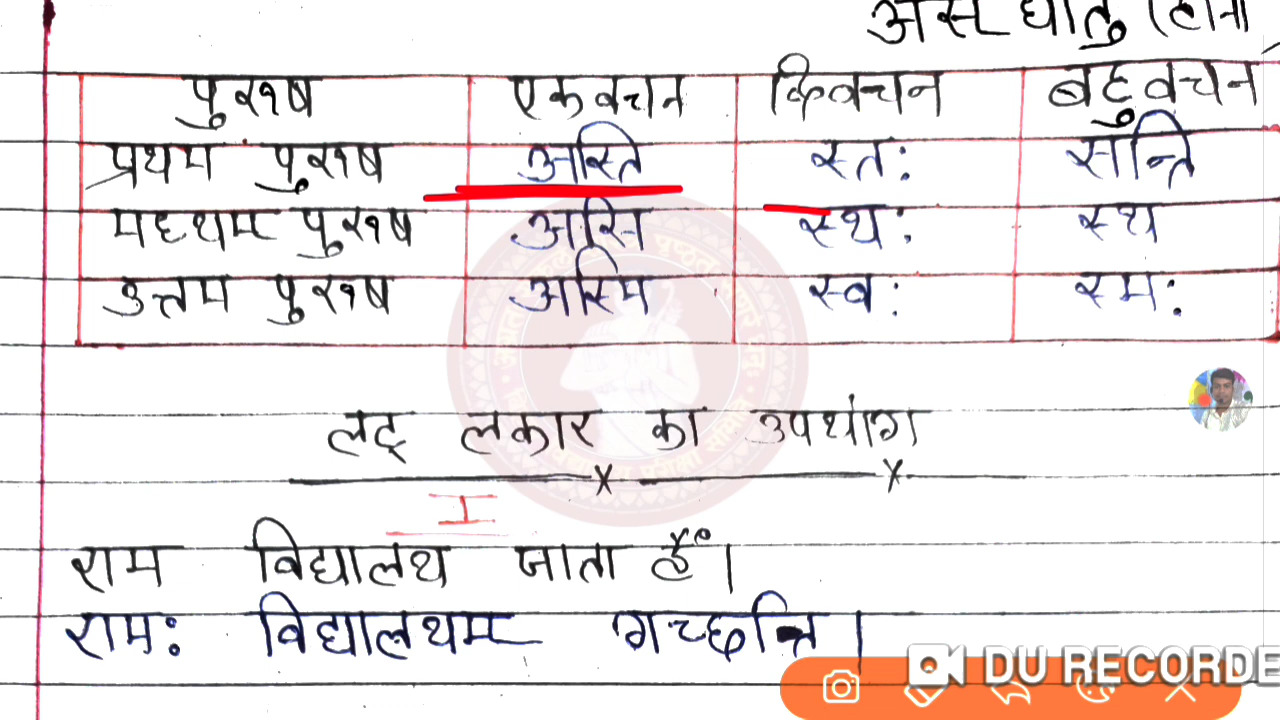 अस धातु (होना
पुरुष एकवचन द्विवचन बहुवचन
प्रथम पुरुष अस्ति स्तः सन्ति
मध्यम पुरुष असि स्थः स्थ
उत्तम पुरुष अस्मि स्वः स्मः
लट् लकार का उपयोग
I
राम विद्यालय जाता हैं।
रामः विद्यालयम् गच्छन्ति।
DU RECORDE